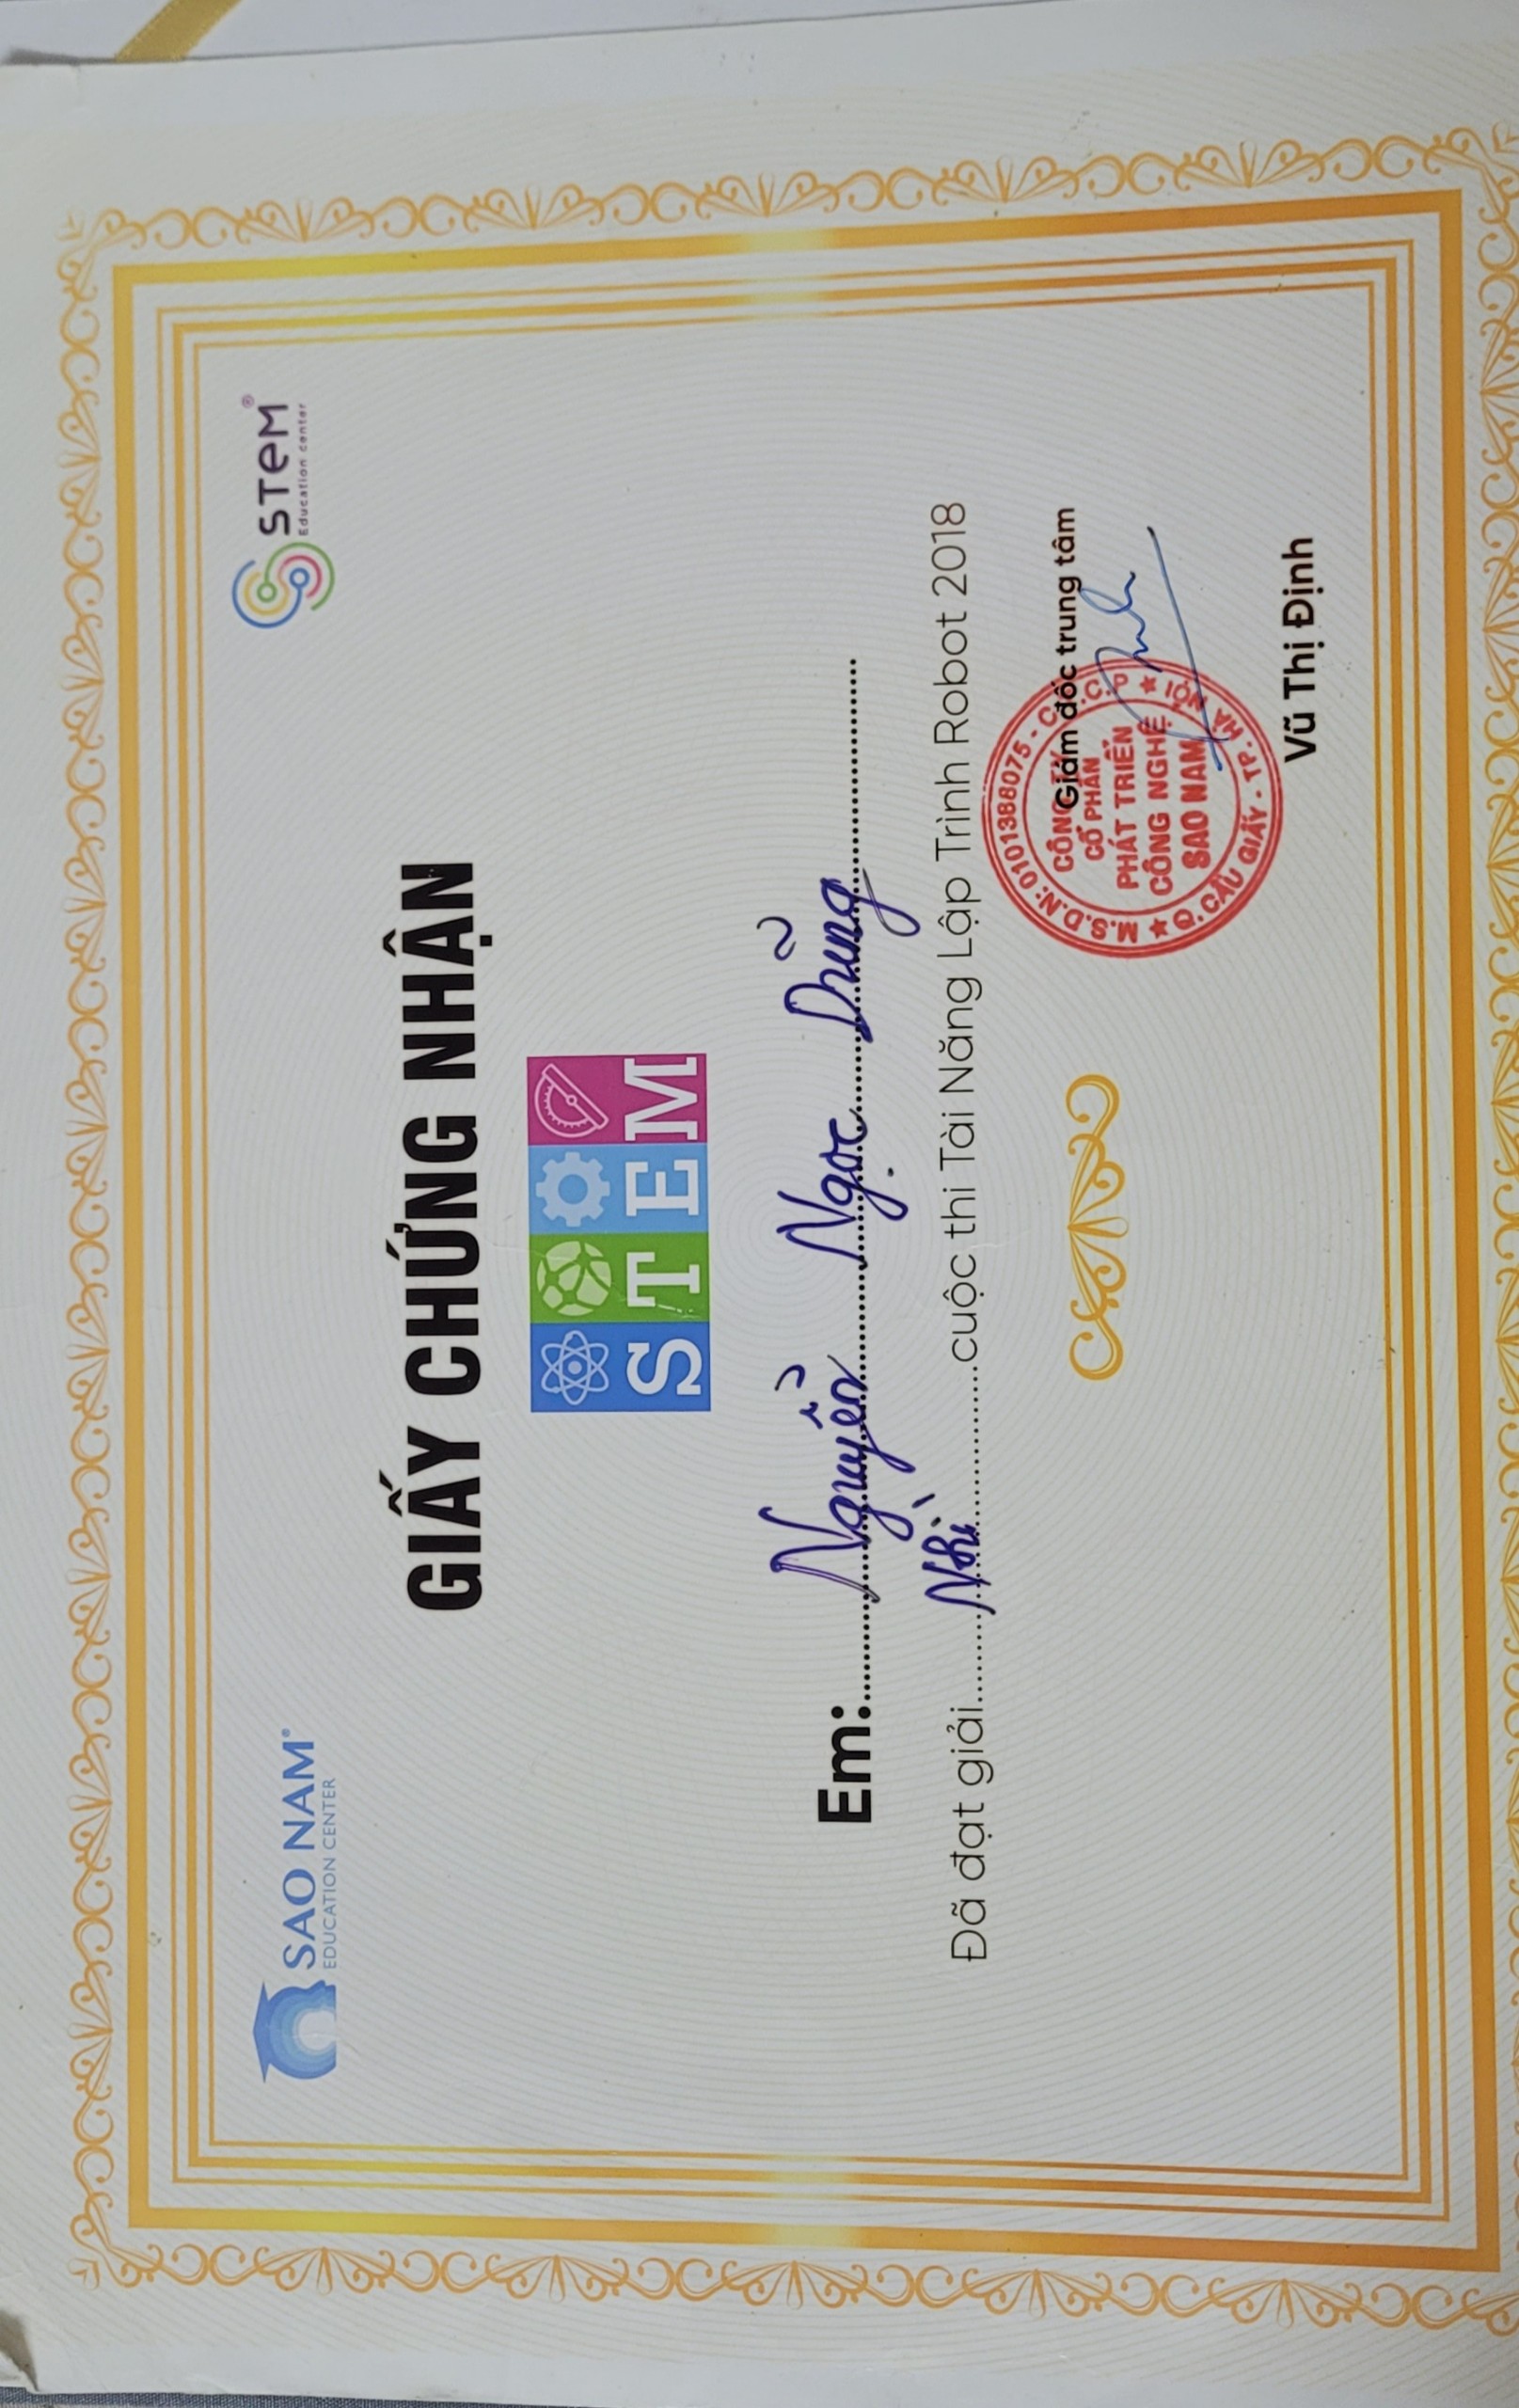 SAO NAM®
EDUCATION CENTER
STEM®
Education center
GIẤY CHỨNG NHẬN
STEM
Em: Nguyễn Ngọc Dũng
Đã đạt giải Nhì cuộc thi Tài Năng Lập Trình Robot 2018
Giám đốc trung tâm
M.S.D.N: 0101388075 - C.T.C.P
CÔNG TY
CỔ PHẦN
PHÁT TRIỂN
CÔNG NGHỆ
SAO NAM
Q.CẦU GIẤY - TP. HÀ NỘI
Vũ Thị Định